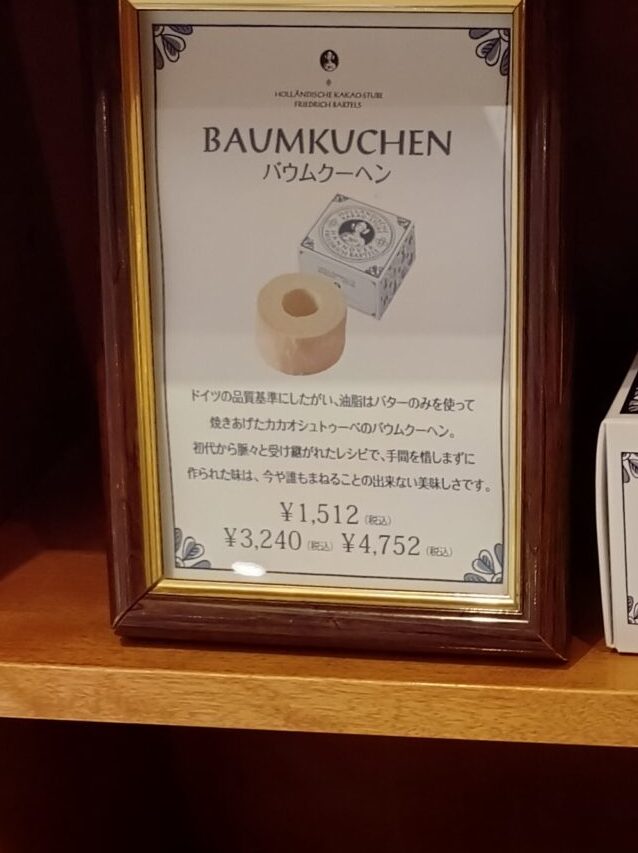 HOLLÄNDISCHE KAKAO-STUBE
FRIEDRICH BARTELS
BAUMKUCHEN
バウムクーヘン
ドイツの品質基準にしたがい、油脂はバターのみを使って
焼きあげたカカオシュトゥーベのバウムクーヘン。
初代から脈々と受け継がれたレシピで、手間を惜しまずに
作られた味は、今や誰もまねることの出来ない美味しさです。
¥1,512(税込)
¥3,240(税込) ¥4,752(税込)